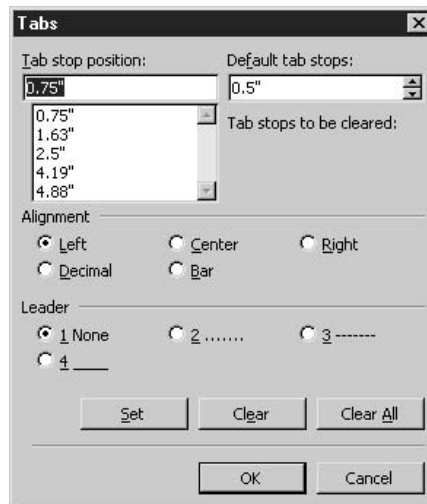 Tabs
Tab stop position: Default tab stops:
0.75" 0.5"
0.75" Tab stops to be cleared:
1.63"
2.5"
4.19"
4.88"
Alignment
Left Center Right
Decimal Bar
Leader
1 None 2 ....... 3 -------
4 ____
Set Clear Clear All
OK Cancel